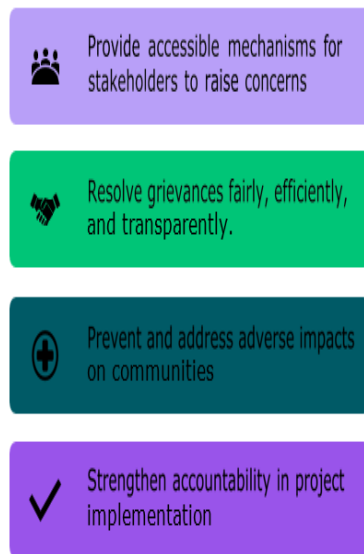 Provide accessible mechanisms for
stakeholders to raise concerns
Resolve grievances fairly, efficiently,
and transparently.
Prevent and address adverse impacts
on communities
Strengthen accountability in project
implementation